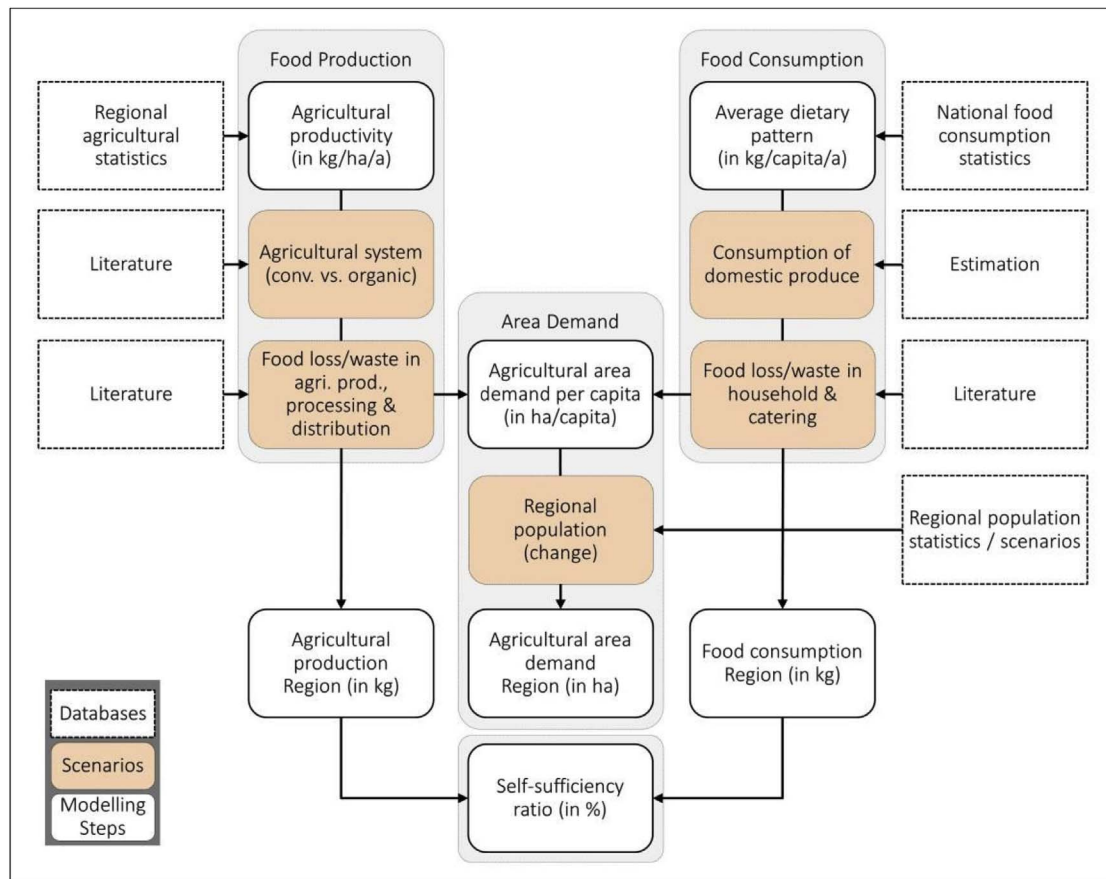 Food Production
Food Consumption
Regional
agricultural
statistics
Agricultural
productivity
(in kg/ha/a)
Average dietary
pattern
(in kg/capita/a)
National food
consumption
statistics
Literature
Agricultural system
(conv. vs. organic)
Consumption of
domestic produce
Estimation
Area Demand
Literature
Food loss/waste in
agri. prod.,
processing &
distribution
Agricultural area
demand per capita
(in ha/capita)
Food loss/waste in
household &
catering
Literature
Regional
population
(change)
Regional population
statistics / scenarios
Agricultural
production
Region (in kg)
Agricultural area
demand
Region (in ha)
Food consumption
Region (in kg)
Databases
Scenarios
Modelling
Steps
Self-sufficiency
ratio (in %)